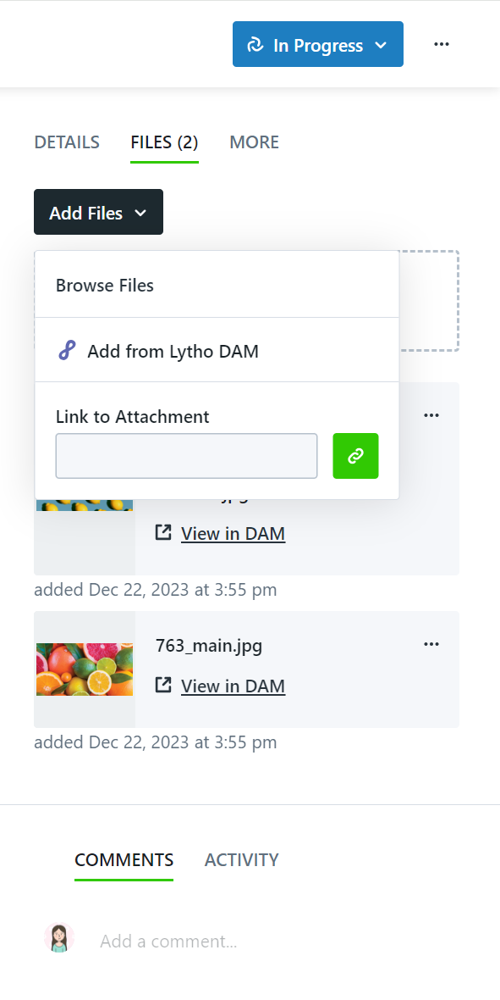 In Progress
DETAILS FILES (2) MORE
Add Files
Browse Files
Add from Lytho DAM
Link to Attachment
View in DAM
added Dec 22, 2023 at 3:55 pm
763_main.jpg
View in DAM
added Dec 22, 2023 at 3:55 pm
COMMENTS ACTIVITY
Add a comment...